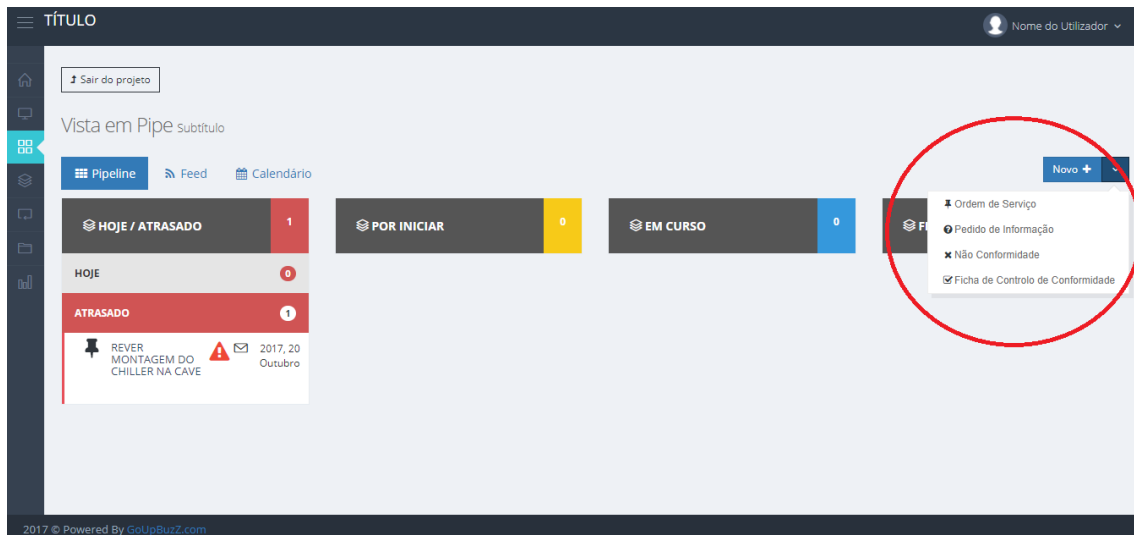 TÍTULO
Nome do Utilizador
Sair do projeto
Vista em Pipe Subtítulo
Pipeline Feed Calendário
Novo +
HOJE / ATRASADO 1
POR INICIAR 0
EM CURSO 0
Ordem de Serviço
Pedido de Informação
Não Conformidade
Ficha de Controlo de Conformidade
HOJE 0
ATRASADO 1
REVER
MONTAGEM DO
CHILLER NA CAVE
2017, 20
Outubro
2017 © Powered By GoUpBuzZ.com